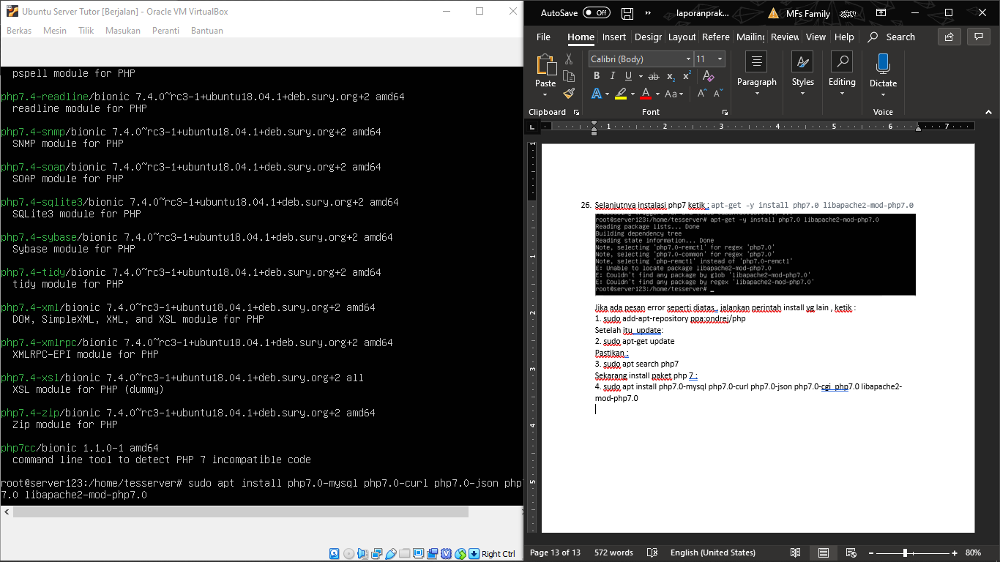 Ubuntu Server Tutor [Berjalan] - Oracle VM VirtualBox
Berkas Mesin Tilik Masukan Peranti Bantuan
pspell module for PHP
php7.4-readline/bionic 7.4.0~rc3-1+ubuntu18.04.1+deb.sury.org+2 amd64
readline module for PHP
php7.4-snmp/bionic 7.4.0~rc3-1+ubuntu18.04.1+deb.sury.org+2 amd64
SNMP module for PHP
php7.4-soap/bionic 7.4.0~rc3-1+ubuntu18.04.1+deb.sury.org+2 amd64
SOAP module for PHP
php7.4-sqlite3/bionic 7.4.0~rc3-1+ubuntu18.04.1+deb.sury.org+2 amd64
SQLite3 module for PHP
php7.4-sybase/bionic 7.4.0~rc3-1+ubuntu18.04.1+deb.sury.org+2 amd64
Sybase module for PHP
php7.4-tidy/bionic 7.4.0~rc3-1+ubuntu18.04.1+deb.sury.org+2 amd64
tidy module for PHP
php7.4-xml/bionic 7.4.0~rc3-1+ubuntu18.04.1+deb.sury.org+2 amd64
DOM, SimpleXML, XML, and XSL module for PHP
php7.4-xmlrpc/bionic 7.4.0~rc3-1+ubuntu18.04.1+deb.sury.org+2 amd64
XMLRPC-EPI module for PHP
php7.4-xsl/bionic 7.4.0~rc3-1+ubuntu18.04.1+deb.sury.org+2 all
XSL module for PHP (dummy)
php7.4-zip/bionic 7.4.0~rc3-1+ubuntu18.04.1+deb.sury.org+2 amd64
Zip module for PHP
php7cc/bionic 1.1.0-1 amd64
command line tool to detect PHP 7 incompatible code
root@server123:/home/tesserver# sudo apt install php7.0-mysql php7.0-curl php7.0-json php
7.0 libapache2-mod-php7.0
Right Ctrl
AutoSave Off laporanprak... MFs Family
File Home Insert Desigr Layout Refere Mailing Review View Help Search
Calibri (Body) 11
Paste Paragraph Styles Editing Dictate
Clipboard Font Voice
1 2 3 4 5 6 7
26. Selanjutnya instalasi php7 ketik : apt-get -y install php7.0 libapache2-mod-php7.0
root@server123:/home/tesserver# apt-get -y install php7.0 libapache2-mod-php7.0
Reading package lists... Done
Building dependency tree
Reading state information... Done
Note, selecting 'php7.0-remctl' for regex 'php7.0'
Note, selecting 'php7.0-common' for regex 'php7.0'
Note, selecting 'php-remctl' instead of 'php7.0-remctl'
E: Unable to locate package libapache2-mod-php7.0
E: Couldn't find any package by glob 'libapache2-mod-php7.0'
E: Couldn't find any package by regex 'libapache2-mod-php7.0'
root@server123:/home/tesserver# _
Jika ada pesan error seperti diatas , jalankan perintah install yg lain , ketik :
1. sudo add-apt-repository ppa:ondrej/php
Setelah itu, update:
2. sudo apt-get update
Pastikan :
3. sudo apt search php7
Sekarang install paket php 7 :
4. sudo apt install php7.0-mysql php7.0-curl php7.0-json php7.0-cgi php7.0 libapache2-
mod-php7.0
Page 13 of 13 572 words English (United States) 80%